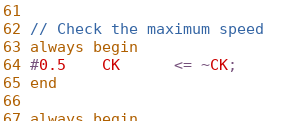 61
62 // Check the maximum speed
63 always begin
64 #0.5    CK      <= ~CK;
65 end
66
67 always begin